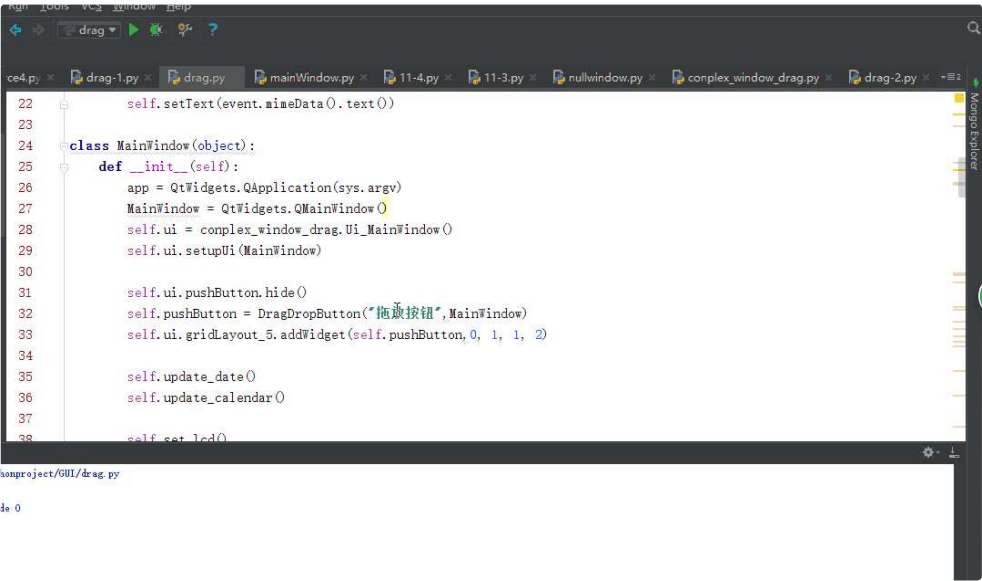 Run Tools VCS Window Help
drag
ce4.py drag-1.py drag.py mainWindow.py 11-4.py 11-3.py nullwindow.py conplex_window_drag.py drag-2.py 2
Mongo Explorer
22 self.setText(event.mimeData().text())
23
24 class MainWindow(object):
25 def __init__(self):
26 app = QtWidgets.QApplication(sys.argv)
27 MainWindow = QtWidgets.QMainWindow()
28 self.ui = conplex_window_drag.Ui_MainWindow()
29 self.ui.setupUi(MainWindow)
30
31 self.ui.pushButton.hide()
32 self.pushButton = DragDropButton("拖放按钮",MainWindow)
33 self.ui.gridLayout_5.addWidget(self.pushButton,0, 1, 1, 2)
34
35 self.update_date()
36 self.update_calendar()
37
38 self.set_lcd()
honproject/GUI/drag.py
de 0